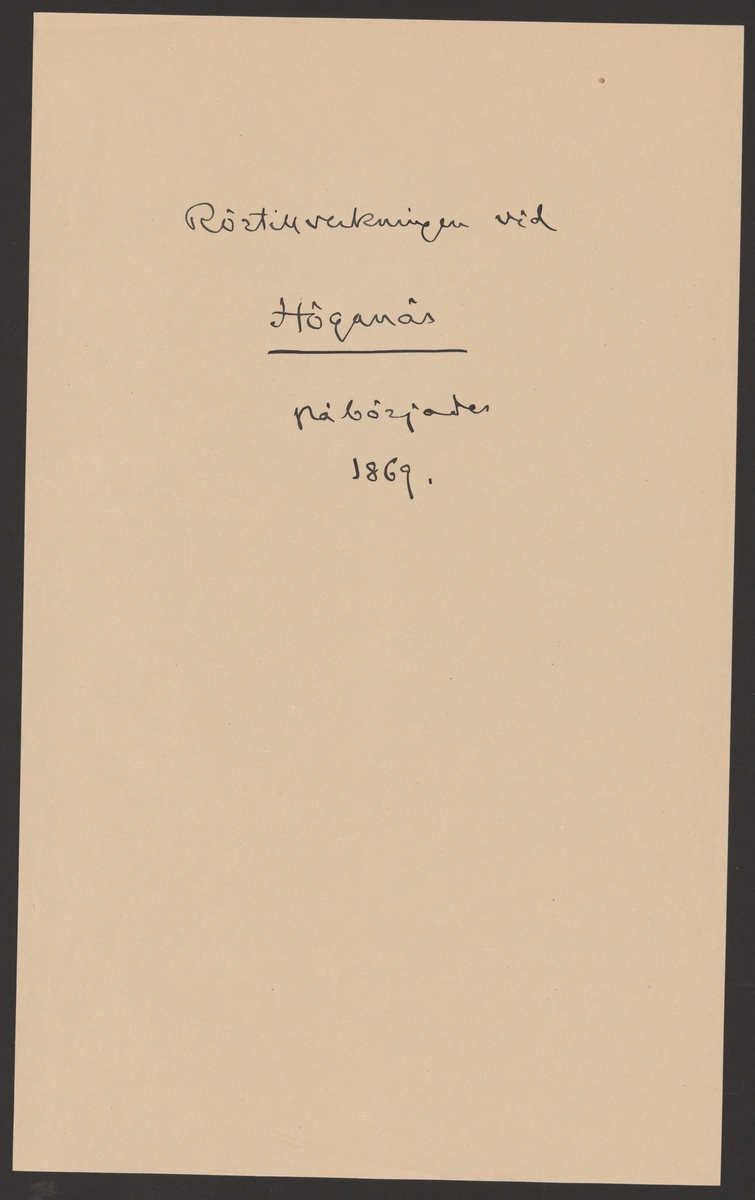 Rörtillverkningen vid
Höganäs
påbörjades
1869.